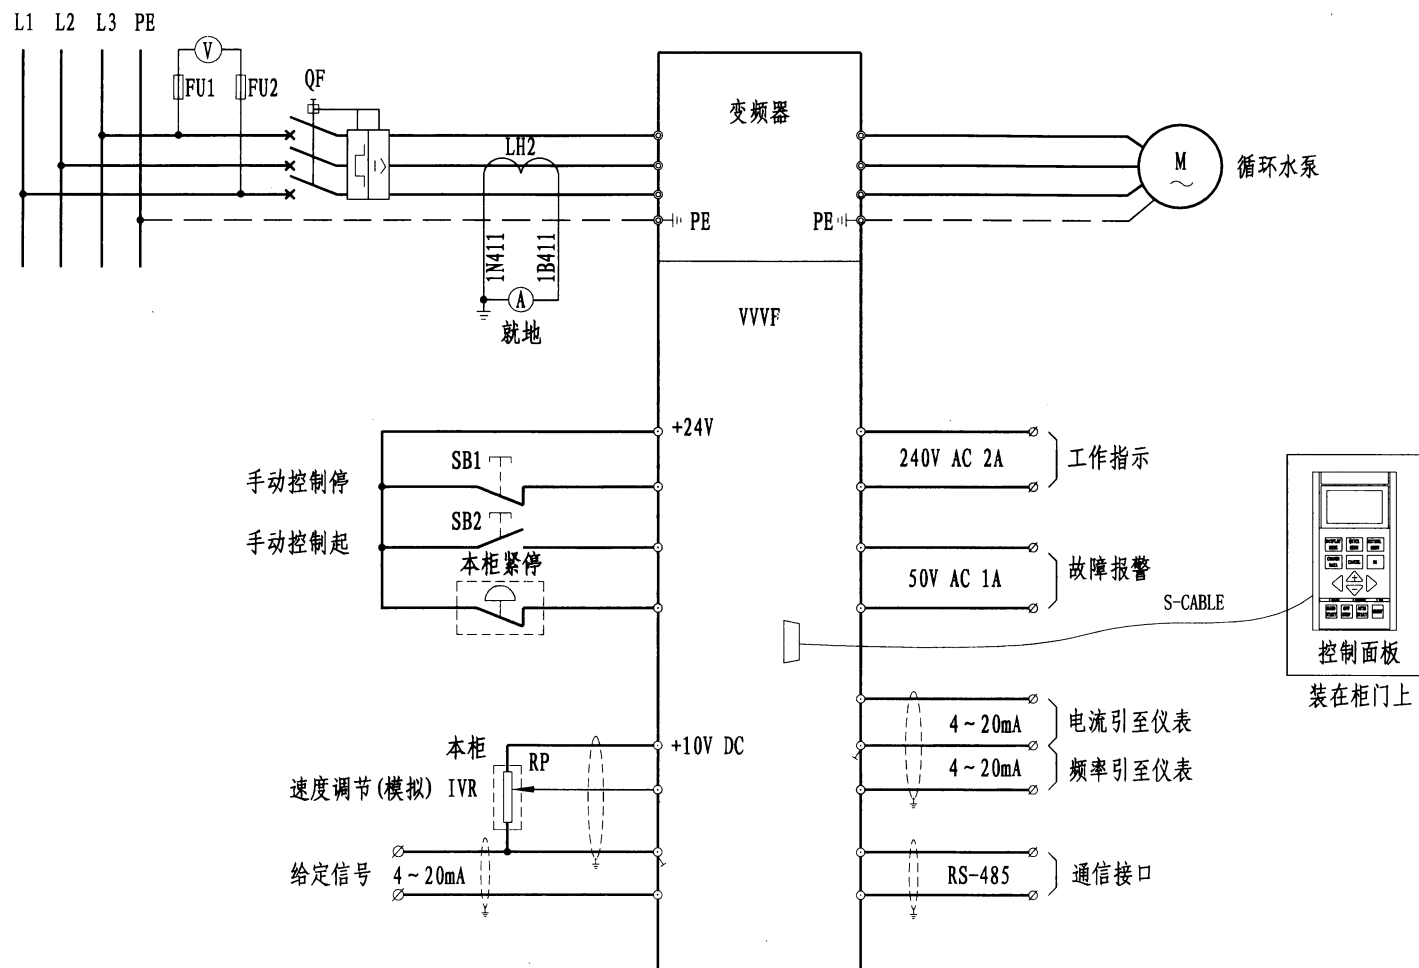 L1 L2 L3 PE
V
FU1 FU2
QF
变频器
LH2
M
~
循环水泵
PE PE
1N411 1B411
A
就地
VVVF
+24V
SB1
手动控制停
SB2
手动控制起
本柜紧停
240V AC 2A 工作指示
50V AC 1A 故障报警
S-CABLE
控制面板
装在柜门上
4~20mA 电流引至仪表
4~20mA 频率引至仪表
本柜
RP
+10V DC
速度调节(模拟) IVR
给定信号 4~20mA
RS-485 通信接口